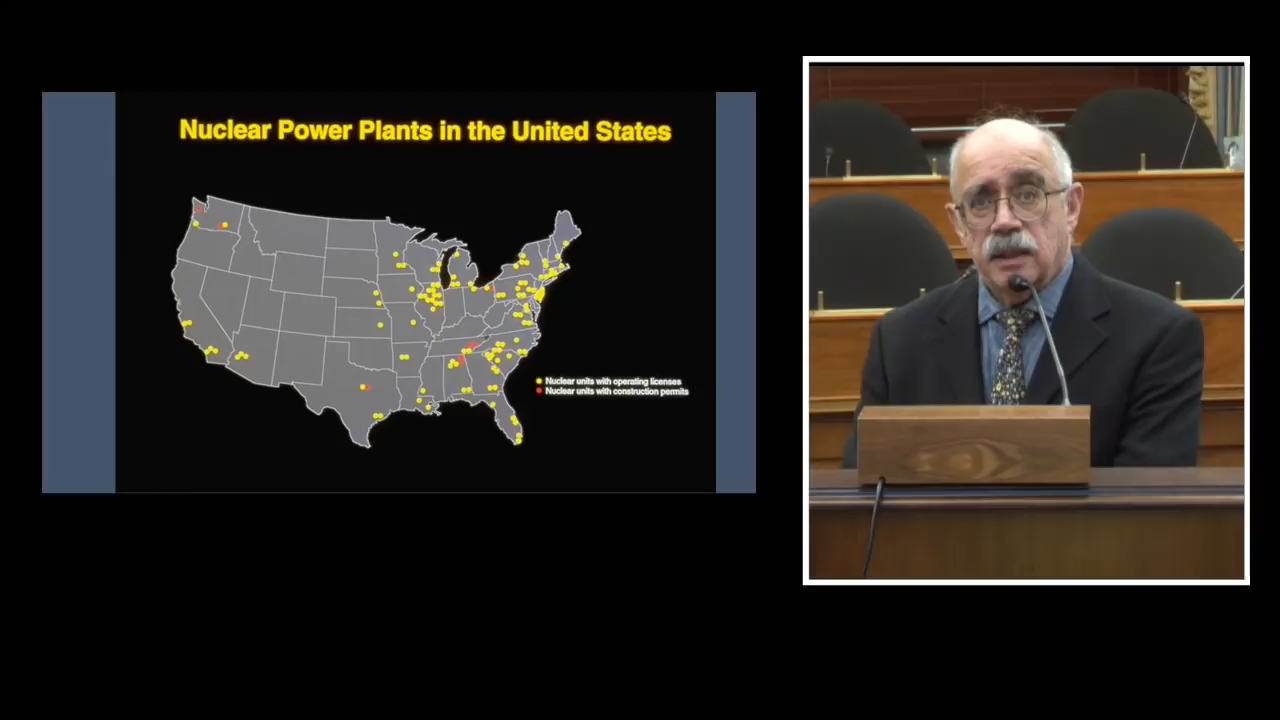 Nuclear Power Plants in the United States
Nuclear units with operating licenses
Nuclear units with construction permits